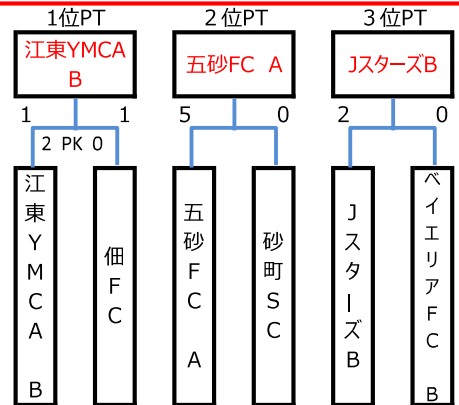 1位PT
2位PT
3位PT
江東YMCA
B
五砂FC A
JスターズB
1 1
5 0
2 0
2 PK 0
江東YMCA B
佃FC
五砂FC A
砂町SC
JスターズB
ベイエリアFC B